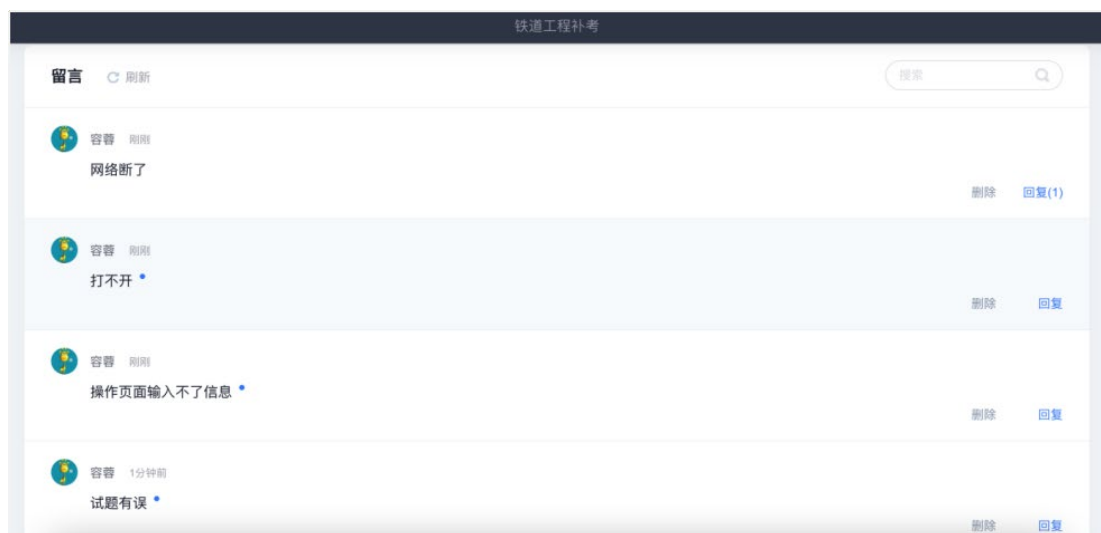 铁道工程补考
留言 刷新 搜索
容蓉 刚刚
网络断了
删除 回复(1)
容蓉 刚刚
打不开
删除 回复
容蓉 刚刚
操作页面输入不了信息
删除 回复
容蓉 1分钟前
试题有误
删除 回复